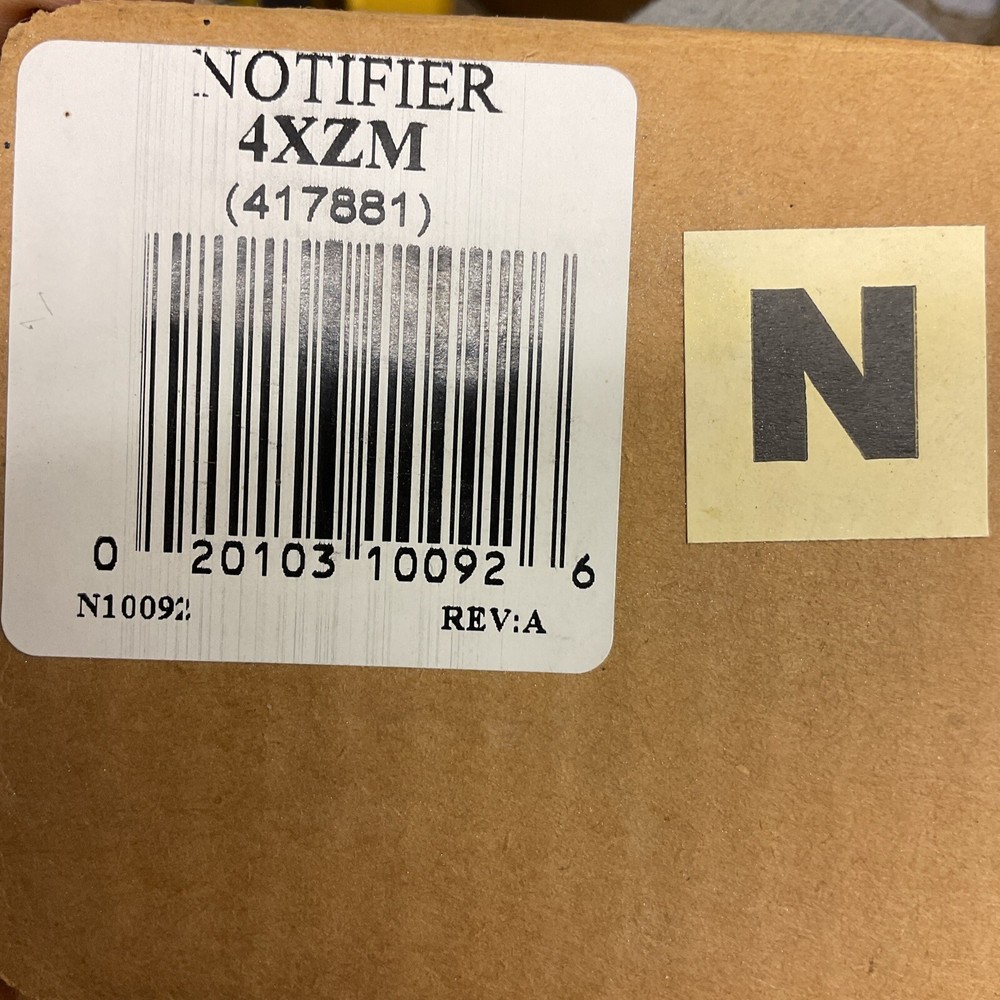 NOTIFIER
4XZM
(417881)
0 20103 10092 6
N10092 REV:A
N